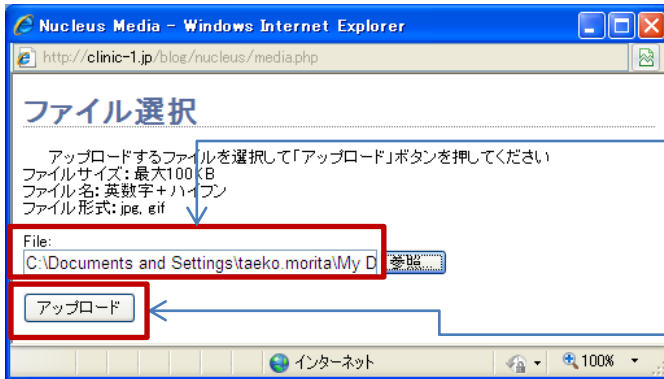 Nucleus Media - Windows Internet Explorer
http://clinic-1.jp/blog/nucleus/media.php
ファイル選択
アップロードするファイルを選択して「アップロード」ボタンを押してください
ファイルサイズ: 最大100KB
ファイル名: 英数字+ハイフン
ファイル形式: jpg, gif
File:
C:\Documents and Settings\taeko.morita\My D 参照...
アップロード
インターネット 100%